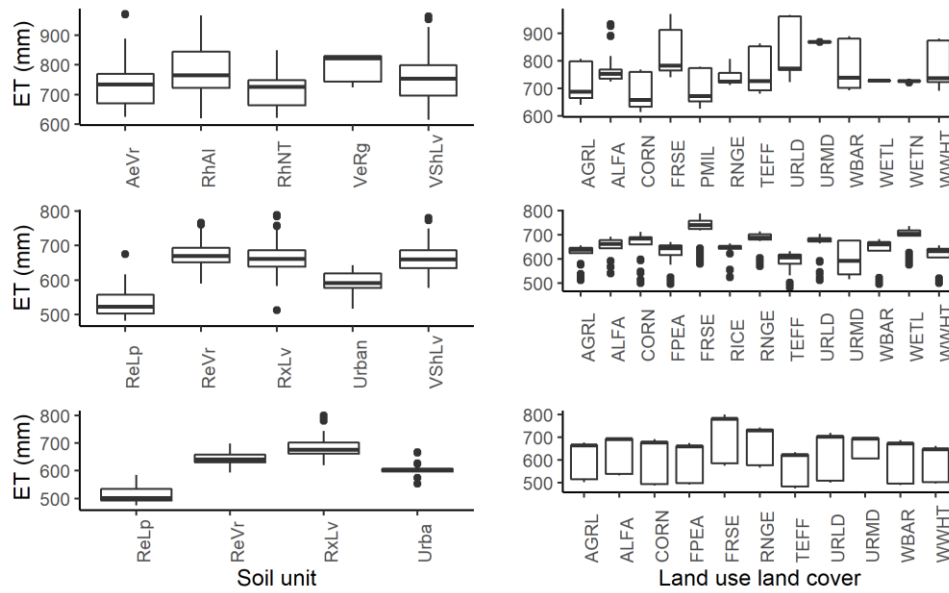 ET (mm)
900
800
700
600
AeVr
RhAl
RhNT
VeRg
VShLv
900
800
700
600
AGRL
ALFA
CORN
FRSE
PMIL
RNGE
TEFF
URLD
URMD
WBAR
WETL
WETN
WWHT
ET (mm)
800
700
600
500
ReLp
ReVr
RxLv
Urban
VShLv
800
700
600
500
AGRL
ALFA
CORN
FPEA
FRSE
RICE
RNGE
TEFF
URLD
URMD
WBAR
WETL
WWHT
ET (mm)
800
700
600
500
ReLp
ReVr
RxLv
Urba
Soil unit
800
700
600
500
AGRL
ALFA
CORN
FPEA
FRSE
RNGE
TEFF
URLD
URMD
WBAR
WWHT
Land use land cover